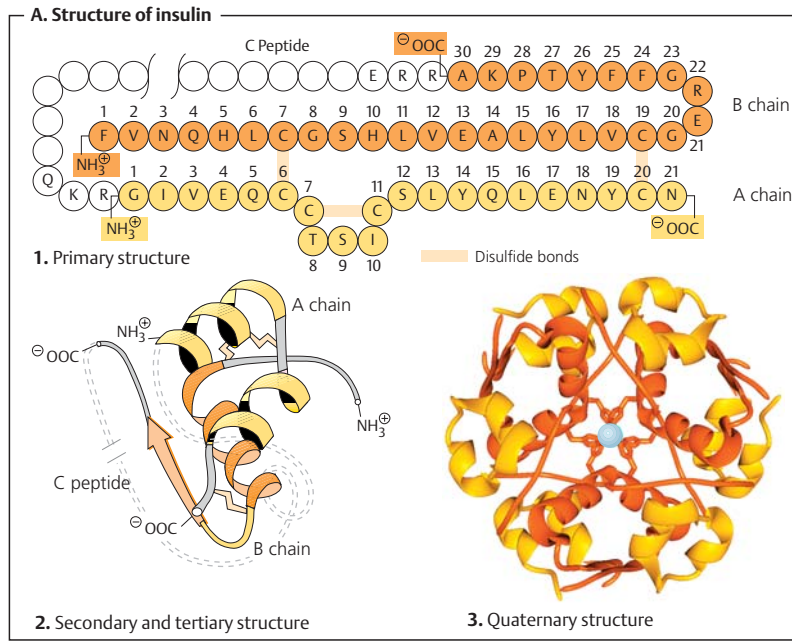 A. Structure of insulin
C Peptide
⊖OOC
30 29 28 27 26 25 24 23
E R R A K P T Y F F G
22
R
B chain
1 2 3 4 5 6 7 8 9 10 11 12 13 14 15 16 17 18 19 20
F V N Q H L C G S H L V E A L Y L V C G
E
21
NH3⊕
Q
K R
1 2 3 4 5 6
G I V E Q C
7
C
11
C
12 13 14 15 16 17 18 19 20 21
S L Y Q L E N Y C N
A chain
NH3⊕
T S I
8 9 10
⊖OOC
1. Primary structure
Disulfide bonds
A chain
NH3⊕
⊖OOC
NH3⊕
C peptide
⊖OOC
B chain
2. Secondary and tertiary structure
3. Quaternary structure